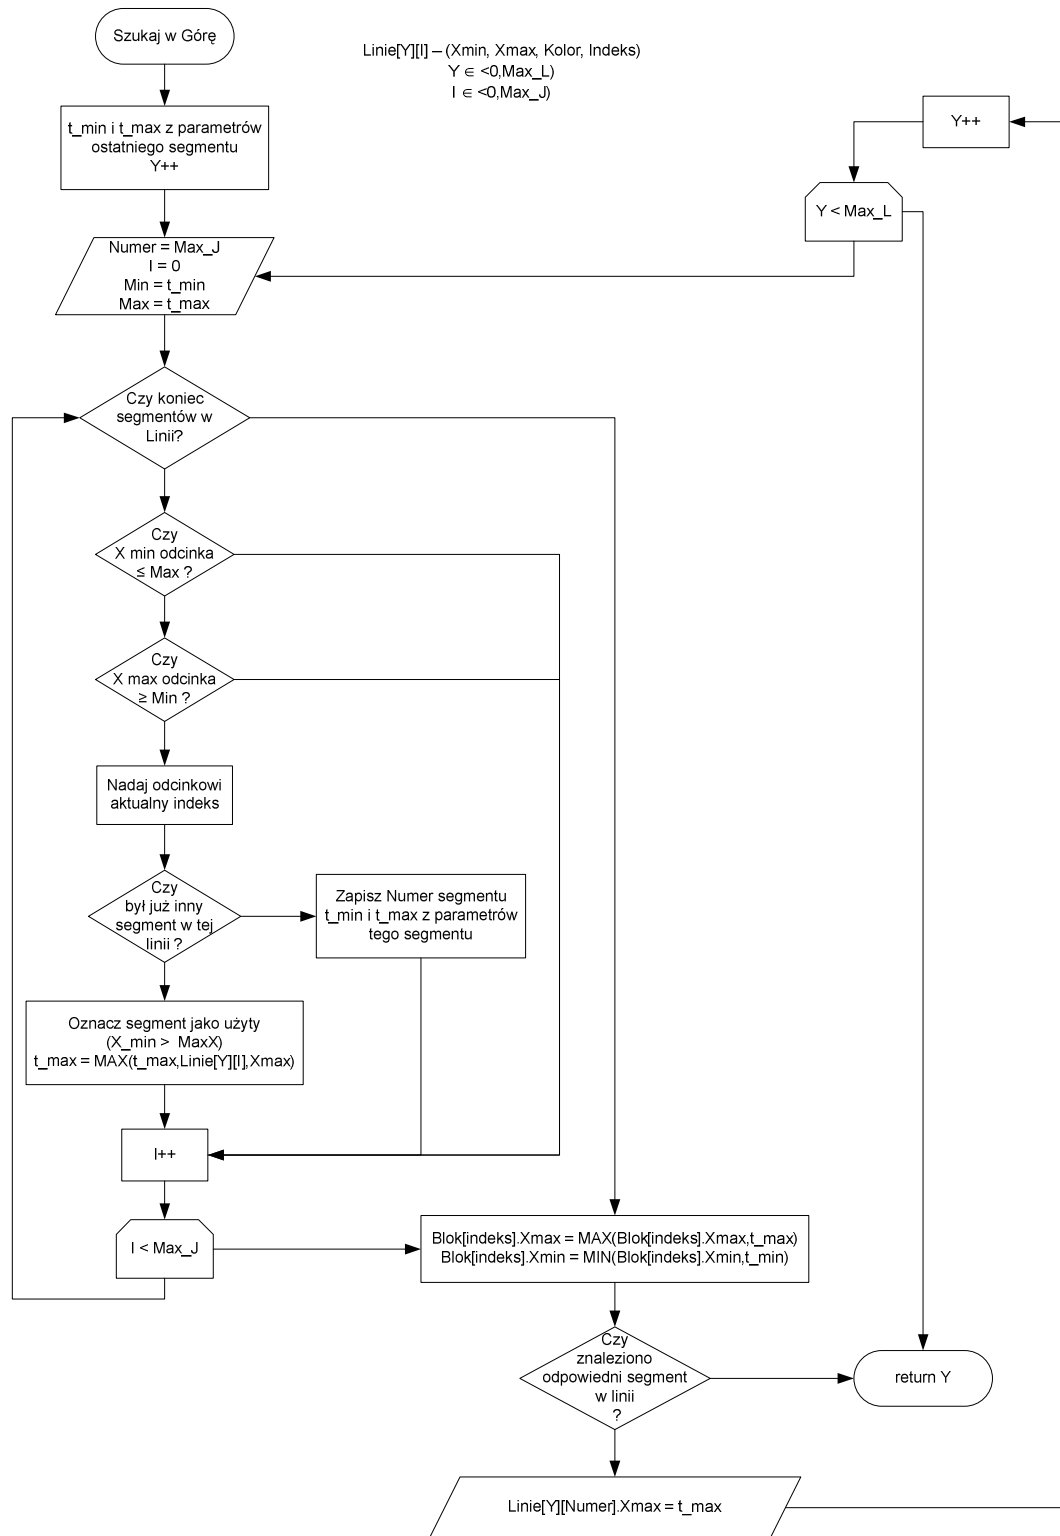 Szukaj w Górę
Linie[Y][I] – (Xmin, Xmax, Kolor, Indeks)
Y ∈ <0,Max_L)
I ∈ <0,Max_J)
t_min i t_max z parametrów
ostatniego segmentu
Y++
Y++
Y < Max_L
Numer = Max_J
I = 0
Min = t_min
Max = t_max
Czy koniec
segmentów w
Linii?
Czy
X min odcinka
≤ Max ?
Czy
X max odcinka
≥ Min ?
Nadaj odcinkowi
aktualny indeks
Czy
był już inny
segment w tej
linii ?
Zapisz Numer segmentu
t_min i t_max z parametrów
tego segmentu
Oznacz segment jako użyty
(X_min > MaxX)
t_max = MAX(t_max,Linie[Y][I],Xmax)
I++
I < Max_J
Blok[indeks].Xmax = MAX(Blok[indeks].Xmax,t_max)
Blok[indeks].Xmin = MIN(Blok[indeks].Xmin,t_min)
Czy
znaleziono
odpowiedni segment
w linii
?
return Y
Linie[Y][Numer].Xmax = t_max